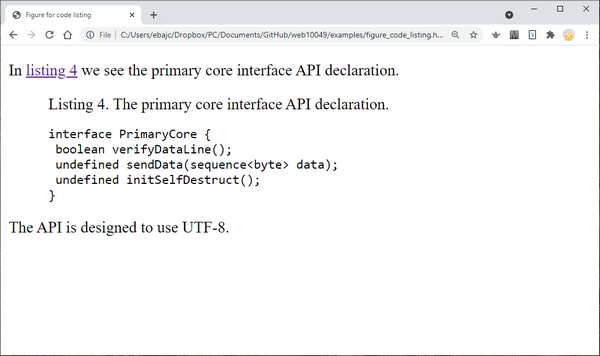 Figure for code listing
File
C:/Users/ebajc/Dropbox/PC/Documents/GitHub/web10049/examples/figure_code_listing.h...
In listing 4 we see the primary core interface API declaration.
Listing 4. The primary core interface API declaration.
interface PrimaryCore {
 boolean verifyDataLine();
 undefined sendData(sequence<byte> data);
 undefined initSelfDestruct();
}
The API is designed to use UTF-8.